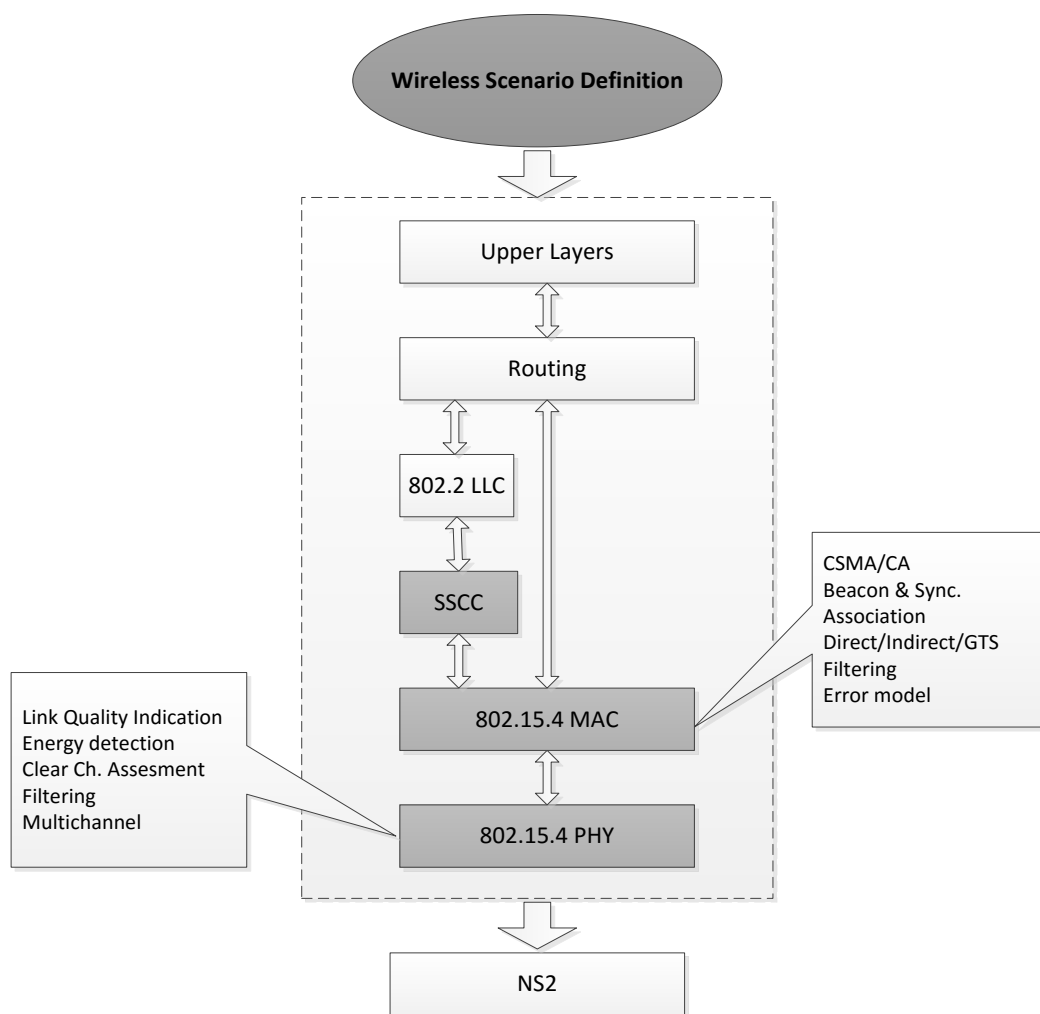 Wireless Scenario Definition
Upper Layers
Routing
802.2 LLC
SSCC
802.15.4 MAC
802.15.4 PHY
CSMA/CA
Beacon & Sync.
Association
Direct/Indirect/GTS
Filtering
Error model
Link Quality Indication
Energy detection
Clear Ch. Assesment
Filtering
Multichannel
NS2